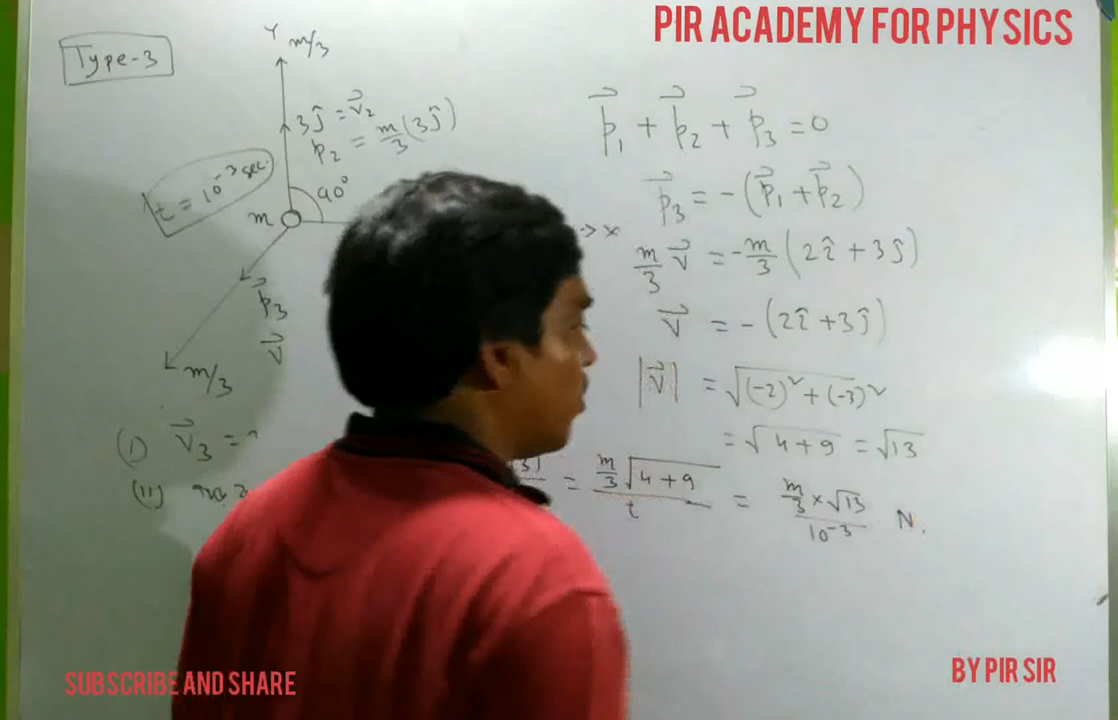 PIR ACADEMY FOR PHYSICS
Type-3
Y
m/3
3ĵ = v⃗₂
p₂ = m/3 (3ĵ)
t = 10⁻³ sec.
90°
m
→ x
p⃗₃
v⃗
m/3
(i) v⃗₃ =
(ii)
p⃗₁ + p⃗₂ + p⃗₃ = 0
p⃗₃ = -(p⃗₁ + p⃗₂)
m/3 v⃗ = -m/3 (2î + 3ĵ)
v⃗ = -(2î + 3ĵ)
|v⃗| = √((-2)² + (-3)²)
= √(4+9) = √13
= (m/3 √(4+9))/t = (m/3 × √13)/10⁻³ N.
SUBSCRIBE AND SHARE
BY PIR SIR